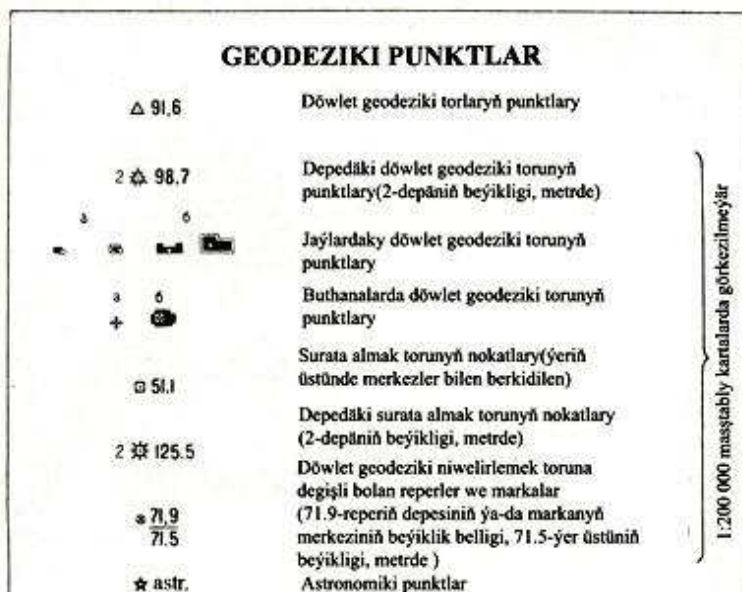 GEODEZIKI PUNKTLAR
△ 91,6 Döwlet geodeziki torlaryň punktlary
2 98,7 Depedäki döwlet geodeziki torunyň
punktlary(2-depäniň beýikligi, metrde)
a б
Jaýlardaky döwlet geodeziki torunyň
punktlary
a б
Buthanalarda döwlet geodeziki torunyň
punktlary
51,1 Surata almak torunyň nokatlary(ýeriň
üstünde merkezler bilen berkidilen)
2 125.5 Depedäki surata almak torunyň nokatlary
(2-depäniň beýikligi, metrde)
71,9
71.5
Döwlet geodeziki niwelirlemek toruna
degişli bolan reperler we markalar
(71.9-reperiň depesiniň ýa-da markanyň
merkeziniň beýiklik belligi, 71.5-ýer üstüniň
beýikligi, metrde )
☆ astr. Astronomiki punktlar
1:200 000 masştably kartalarda görkezilmeýär